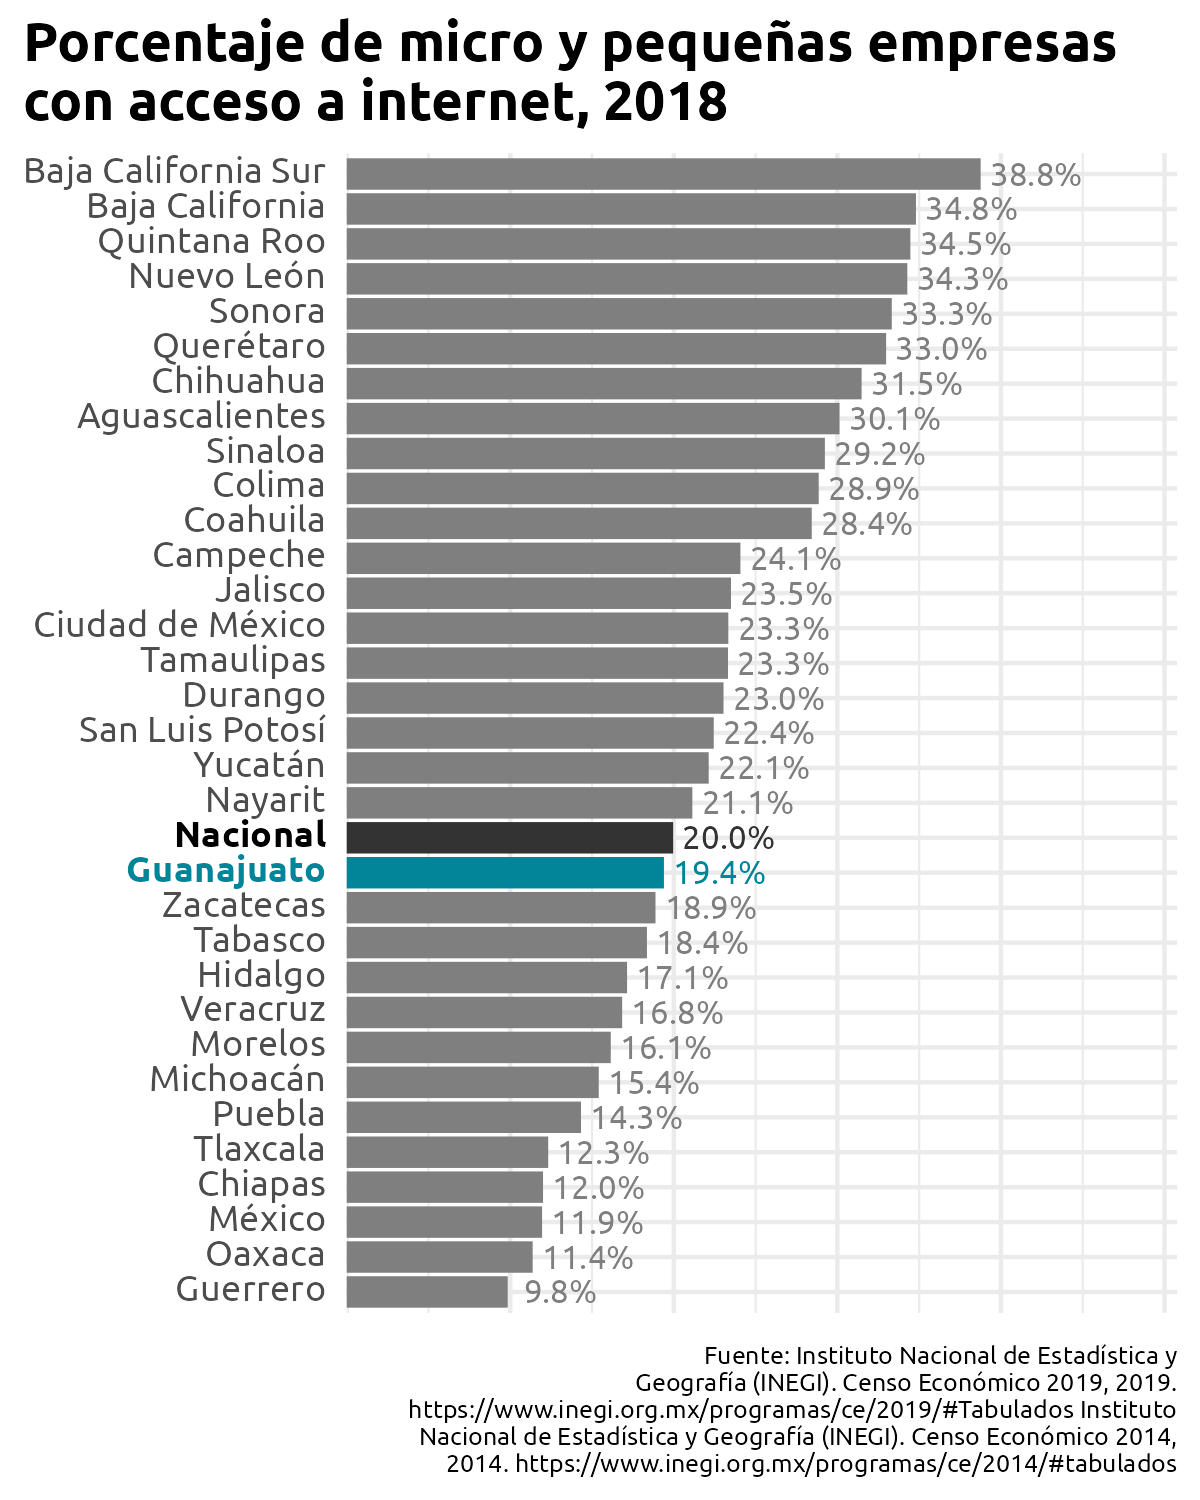 Porcentaje de micro y pequeñas empresas
con acceso a internet, 2018
Baja California Sur 38.8%
Baja California 34.8%
Quintana Roo 34.5%
Nuevo León 34.3%
Sonora 33.3%
Querétaro 33.0%
Chihuahua 31.5%
Aguascalientes 30.1%
Sinaloa 29.2%
Colima 28.9%
Coahuila 28.4%
Campeche 24.1%
Jalisco 23.5%
Ciudad de México 23.3%
Tamaulipas 23.3%
Durango 23.0%
San Luis Potosí 22.4%
Yucatán 22.1%
Nayarit 21.1%
Nacional 20.0%
Guanajuato 19.4%
Zacatecas 18.9%
Tabasco 18.4%
Hidalgo 17.1%
Veracruz 16.8%
Morelos 16.1%
Michoacán 15.4%
Puebla 14.3%
Tlaxcala 12.3%
Chiapas 12.0%
México 11.9%
Oaxaca 11.4%
Guerrero 9.8%
Fuente: Instituto Nacional de Estadística y
Geografía (INEGI). Censo Económico 2019, 2019.
https://www.inegi.org.mx/programas/ce/2019/#Tabulados Instituto
Nacional de Estadística y Geografía (INEGI). Censo Económico 2014,
2014. https://www.inegi.org.mx/programas/ce/2014/#tabulados